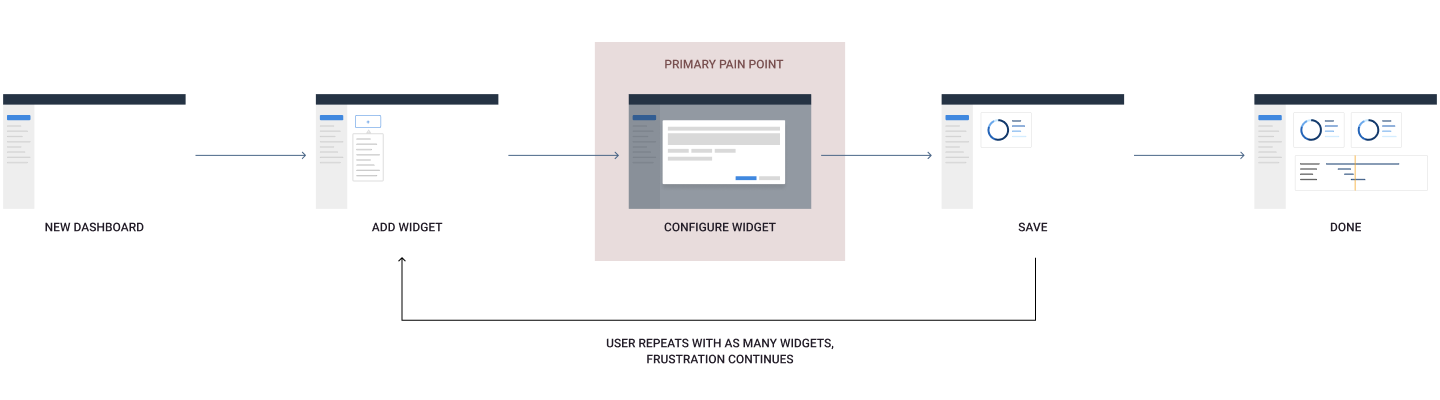 PRIMARY PAIN POINT
NEW DASHBOARD
ADD WIDGET
CONFIGURE WIDGET
SAVE
DONE
USER REPEATS WITH AS MANY WIDGETS,
FRUSTRATION CONTINUES